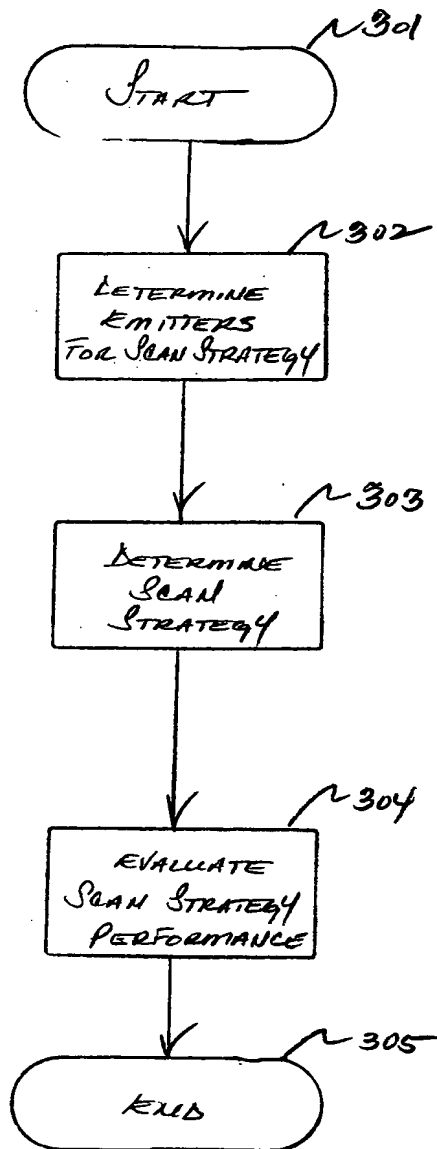 301
START
302
DETERMINE
EMITTERS
FOR SCAN STRATEGY
303
DETERMINE
SCAN
STRATEGY
304
EVALUATE
SCAN STRATEGY
PERFORMANCE
305
END